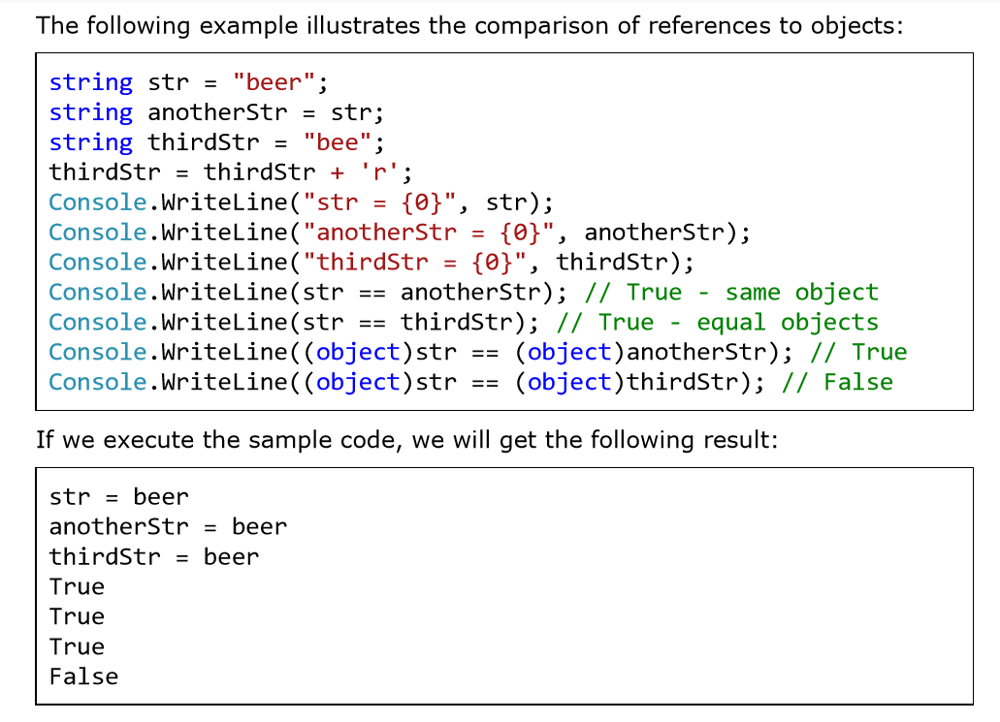 The following example illustrates the comparison of references to objects:
string str = "beer";
string anotherStr = str;
string thirdStr = "bee";
thirdStr = thirdStr + 'r';
Console.WriteLine("str = {0}", str);
Console.WriteLine("anotherStr = {0}", anotherStr);
Console.WriteLine("thirdStr = {0}", thirdStr);
Console.WriteLine(str == anotherStr); // True - same object
Console.WriteLine(str == thirdStr); // True - equal objects
Console.WriteLine((object)str == (object)anotherStr); // True
Console.WriteLine((object)str == (object)thirdStr); // False
If we execute the sample code, we will get the following result:
str = beer
anotherStr = beer
thirdStr = beer
True
True
True
False